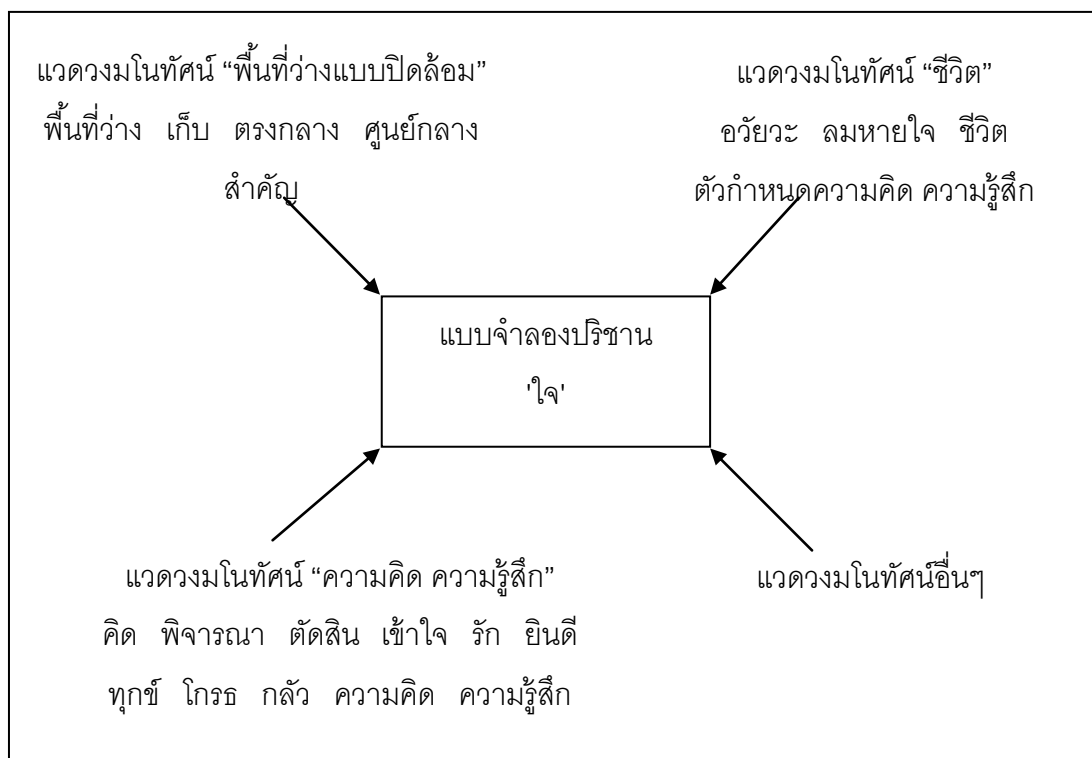 แวดวงมโนทัศน์ “พื้นที่ว่างแบบปิดล้อม”
พื้นที่ว่าง เก็บ ตรงกลาง ศูนย์กลาง
สำคัญ
แวดวงมโนทัศน์ “ชีวิต”
อวัยวะ ลมหายใจ ชีวิต
ตัวกำหนดความคิด ความรู้สึก
แบบจำลองปริชาน
'ใจ'
แวดวงมโนทัศน์ “ความคิด ความรู้สึก”
คิด พิจารณา ตัดสิน เข้าใจ รัก ยินดี
ทุกข์ โกรธ กลัว ความคิด ความรู้สึก
แวดวงมโนทัศน์อื่นๆ